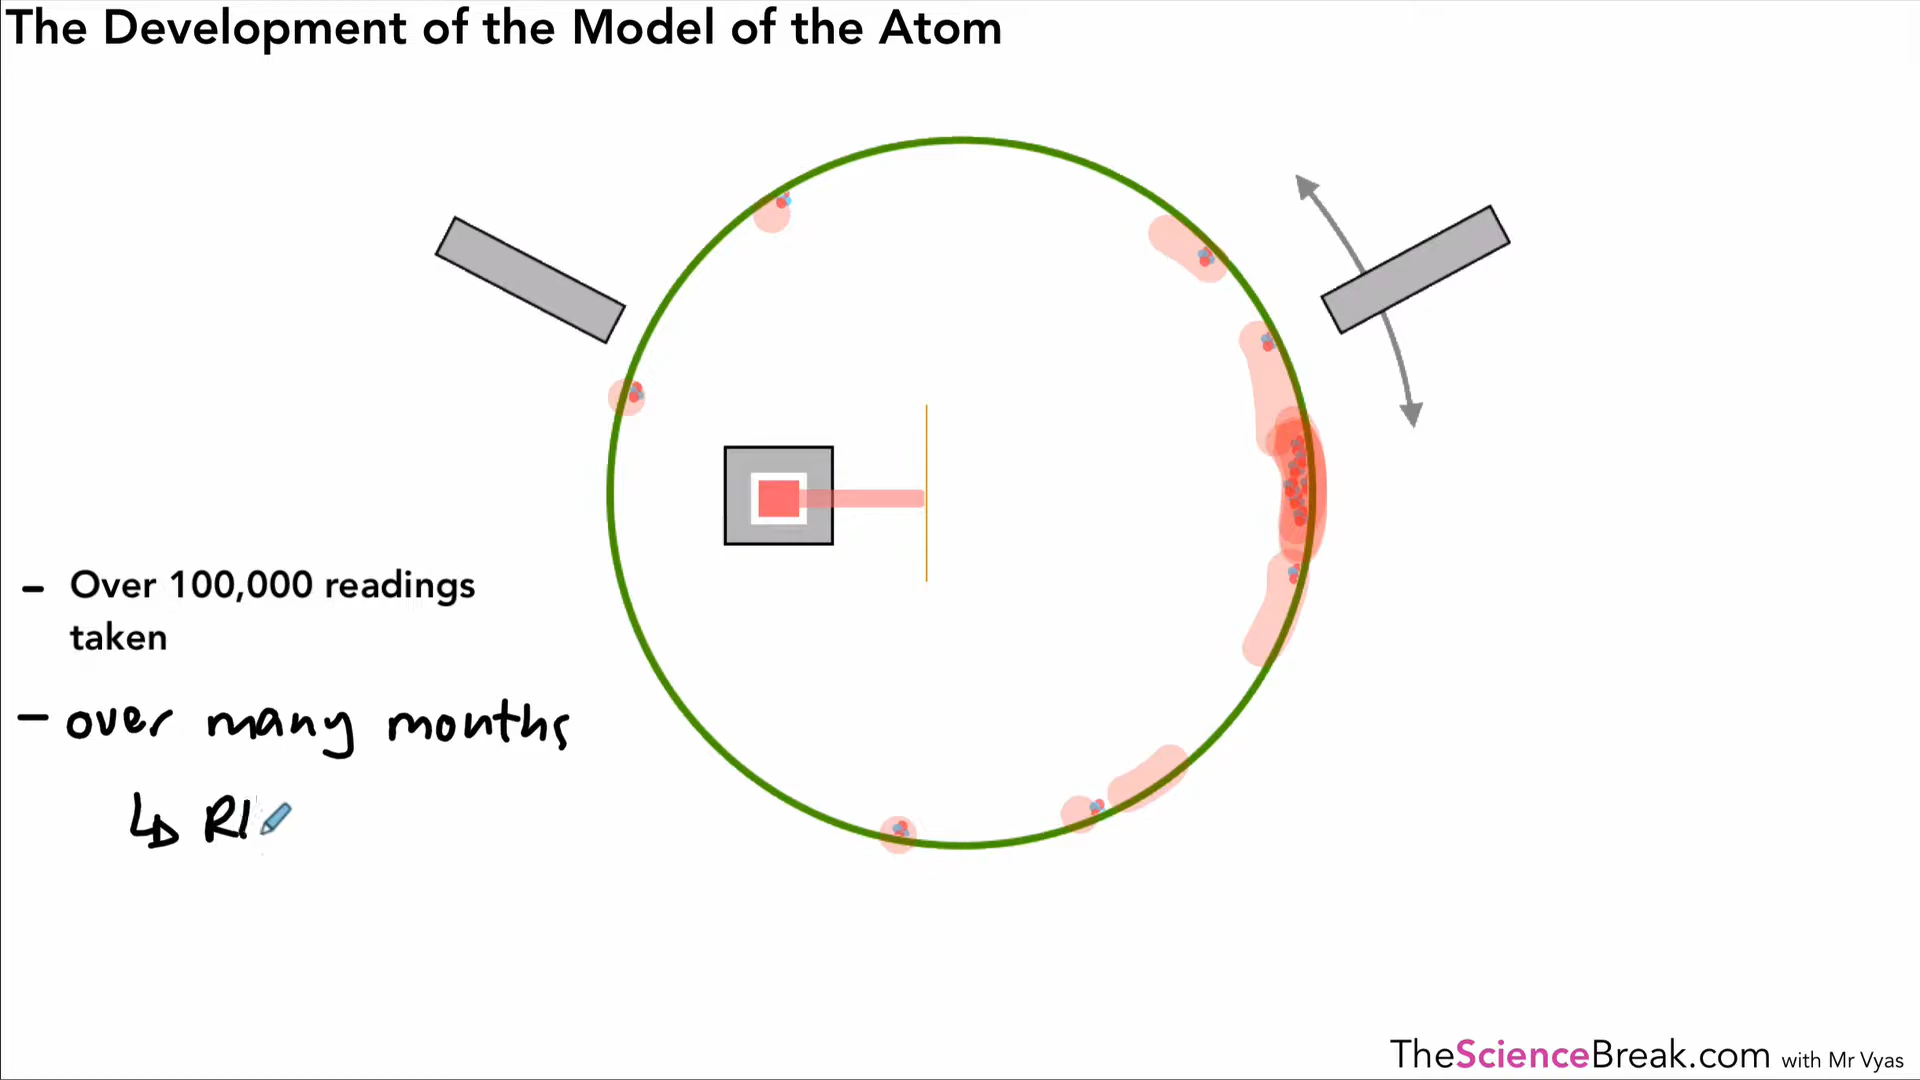 The Development of the Model of the Atom
– Over 100,000 readings
taken
– over many months
↳ RI
TheScienceBreak.com with Mr Vyas